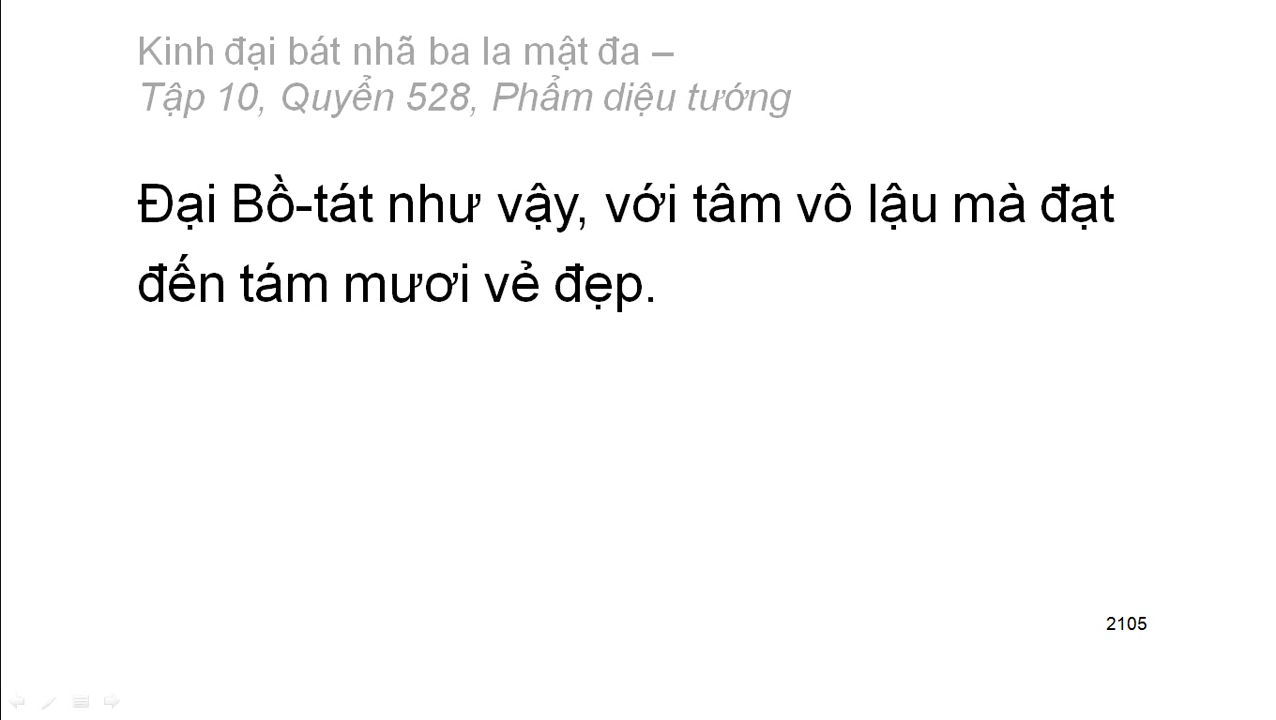 Kinh đại bát nhã ba la mật đa –
Tập 10, Quyển 528, Phẩm diệu tướng
Đại Bồ-tát như vậy, với tâm vô lậu mà đạt
đến tám mươi vẻ đẹp.
2105